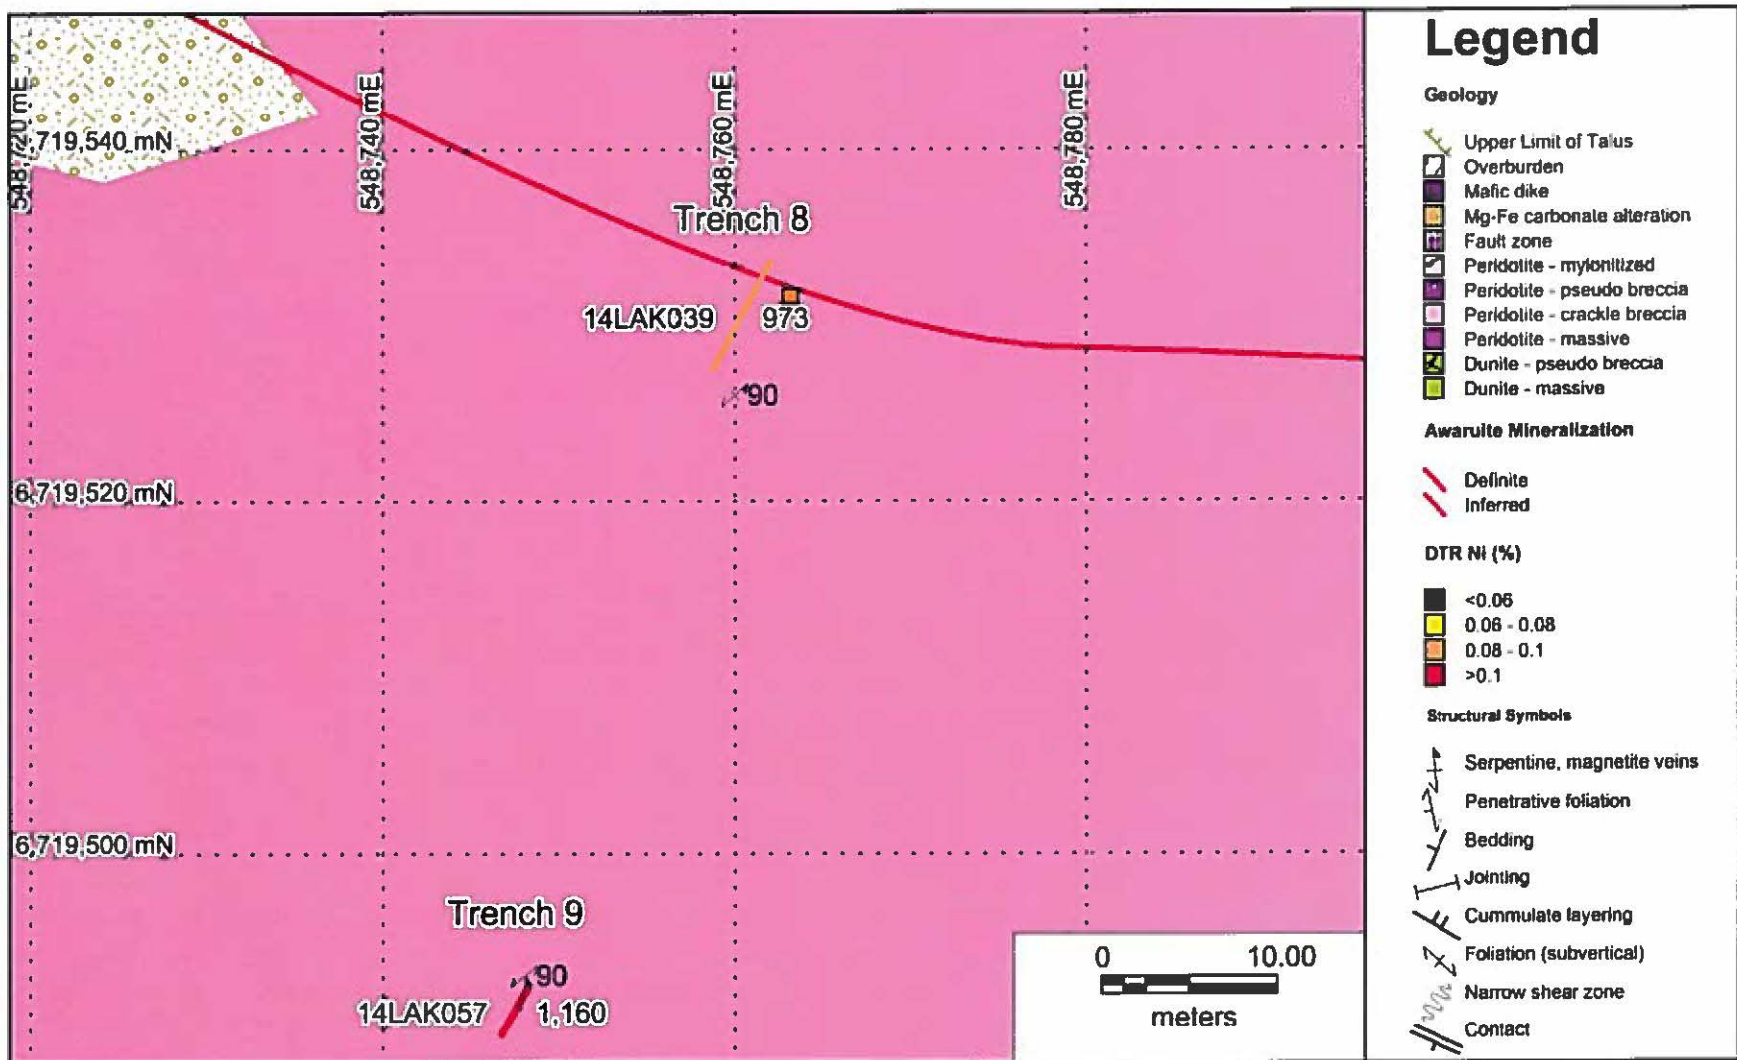 548,720 mE
548,740 mE
548,760 mE
548,780 mE
,719,540 mN
Trench 8
14LAK039
973
90
6,719,520 mN
6,719,500 mN
Trench 9
90
14LAK057
1,160
0 10.00
meters
Legend
Geology
Upper Limit of Talus
Overburden
Mafic dike
Mg-Fe carbonate alteration
Fault zone
Peridotite - mylonitized
Peridotite - pseudo breccia
Peridotite - crackle breccia
Peridotite - massive
Dunite - pseudo breccia
Dunite - massive
Awaruite Mineralization
Definite
Inferred
DTR Ni (%)
<0.06
0.06 - 0.08
0.08 - 0.1
>0.1
Structural Symbols
Serpentine, magnetite veins
Penetrative foliation
Bedding
Jointing
Cummulate layering
Foliation (subvertical)
Narrow shear zone
Contact